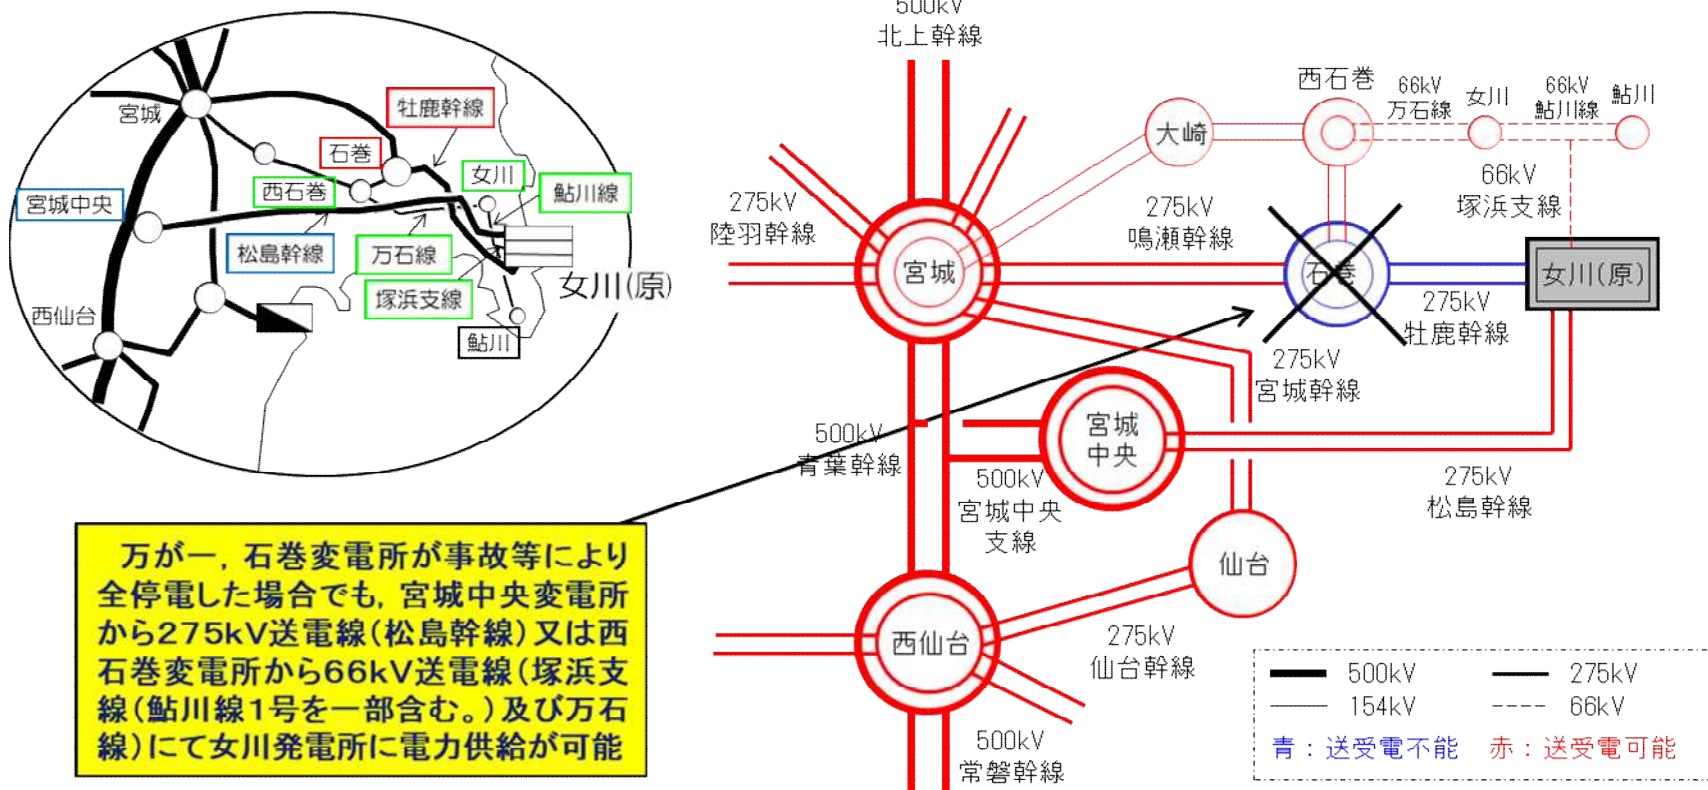 宮城
牡鹿幹線
石巻
女川
西石巻
鮎川線
宮城中央
松島幹線
万石線
女川(原)
塚浜支線
西仙台
鮎川
万が一，石巻変電所が事故等により
全停電した場合でも，宮城中央変電所
から275kV送電線(松島幹線)又は西
石巻変電所から66kV送電線(塚浜支
線(鮎川線1号を一部含む。)及び万石
線)にて女川発電所に電力供給が可能
500kV
北上幹線
西石巻
66kV
万石線
女川
66kV
鮎川線
鮎川
大崎
66kV
塚浜支線
275kV
陸羽幹線
275kV
鳴瀬幹線
宮城
石巻
女川(原)
275kV
牡鹿幹線
275kV
宮城幹線
宮城
中央
500kV
青葉幹線
500kV
宮城中央
支線
275kV
松島幹線
仙台
西仙台
275kV
仙台幹線
500kV
常磐幹線
500kV
275kV
154kV
66kV
青：送受電不能
赤：送受電可能